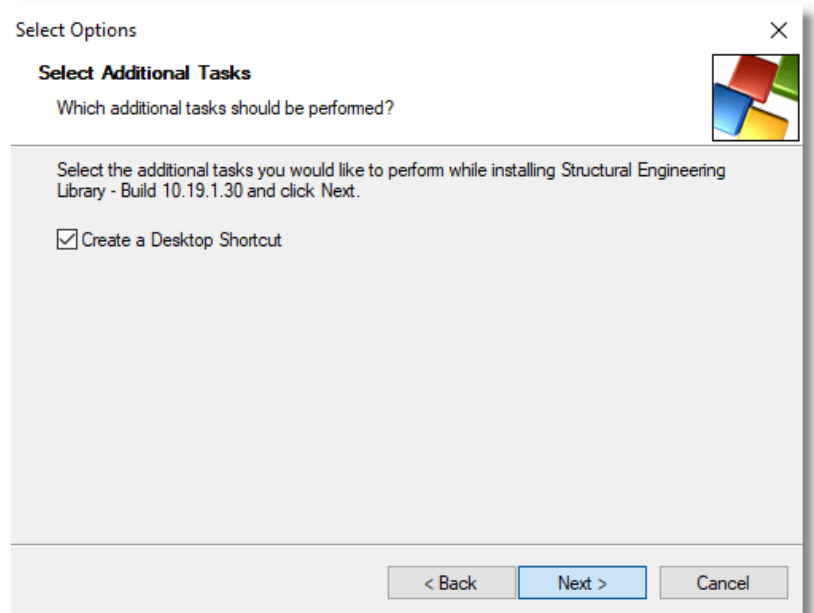 Select Options
Select Additional Tasks
Which additional tasks should be performed?
Select the additional tasks you would like to perform while installing Structural Engineering
Library - Build 10.19.1.30 and click Next.
Create a Desktop Shortcut
< Back
Next >
Cancel